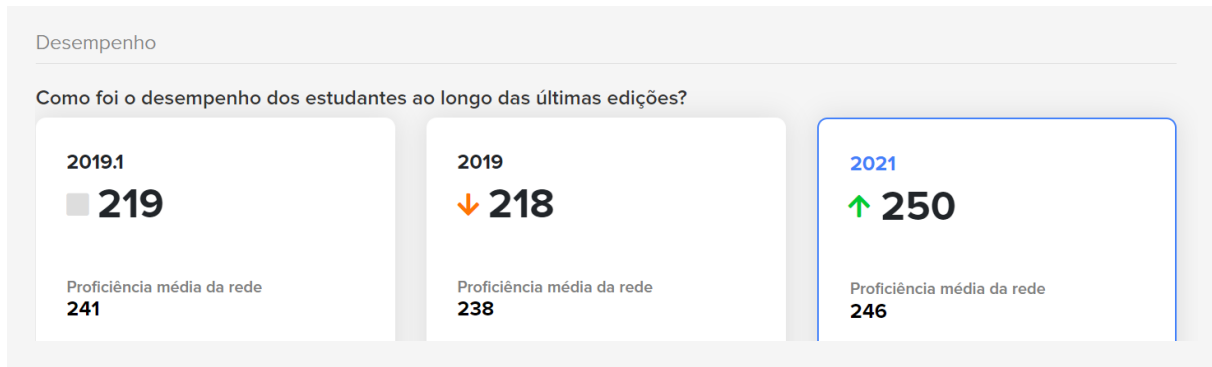 Desempenho
Como foi o desempenho dos estudantes ao longo das últimas edições?
2019.1
219
Proficiência média da rede
241
2019
218
Proficiência média da rede
238
2021
250
Proficiência média da rede
246